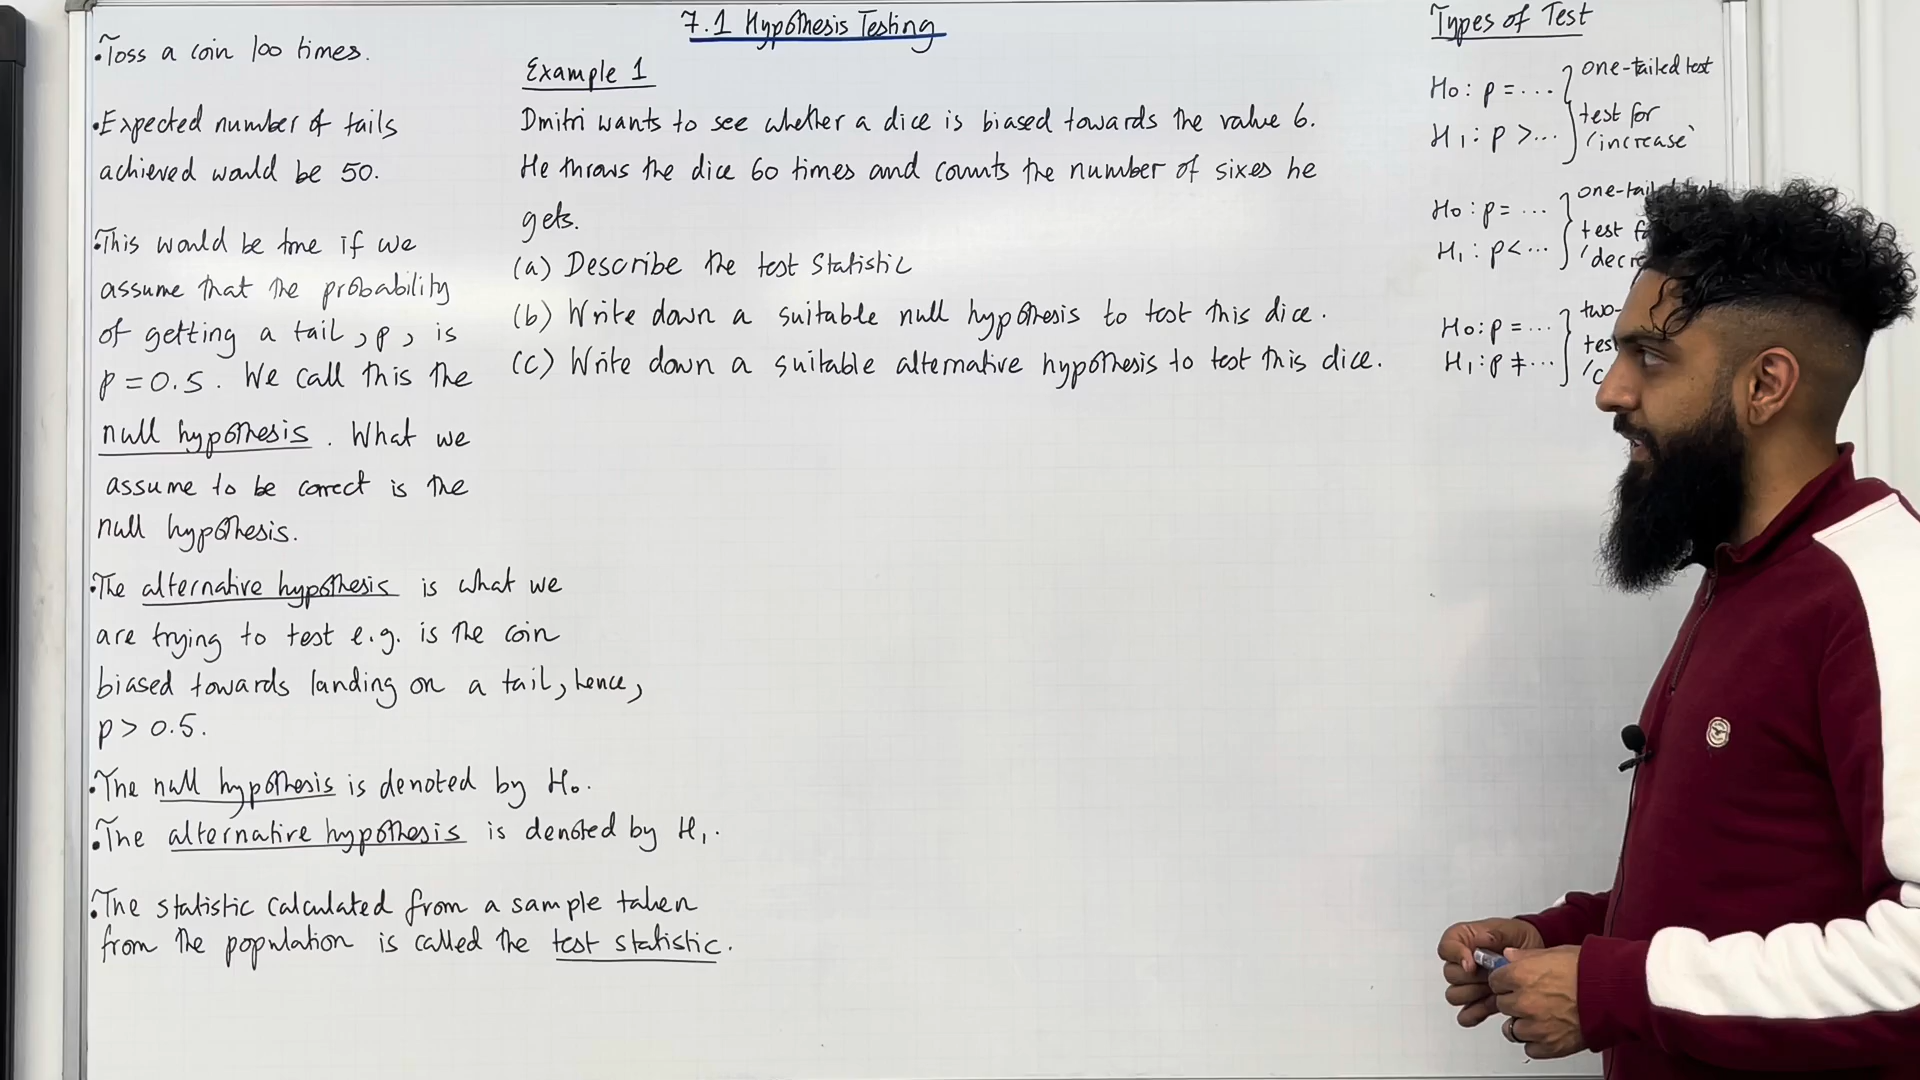 7.1 Hypothesis Testing
• Toss a coin 100 times.
• Expected number of tails
achieved would be 50.
• This would be true if we
assume that the probability
of getting a tail, p, is
p = 0.5. We call this the
null hypothesis. What we
assume to be correct is the
null hypothesis.
• The alternative hypothesis is what we
are trying to test e.g. is the coin
biased towards landing on a tail, hence,
p > 0.5.
• The null hypothesis is denoted by H₀.
• The alternative hypothesis is denoted by H₁.
• The statistic calculated from a sample taken
from the population is called the test statistic.
Example 1
Dmitri wants to see whether a dice is biased towards the value 6.
He throws the dice 60 times and counts the number of sixes he
gets.
(a) Describe the test statistic
(b) Write down a suitable null hypothesis to test this dice.
(c) Write down a suitable alternative hypothesis to test this dice.
Types of Test
H₀: p = ... one-tailed test
H₁: p > ... test for
'increase'
H₀: p = ...
H₁: p < ...
H₀: p = ...
H₁: p ≠ ...